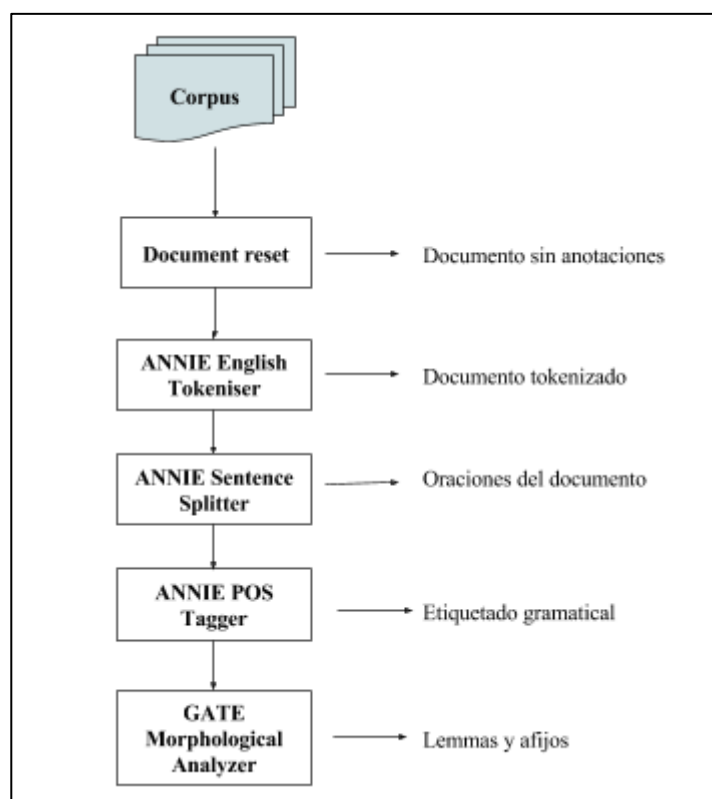 Corpus
Document reset
Documento sin anotaciones
ANNIE English
Tokeniser
Documento tokenizado
ANNIE Sentence
Splitter
Oraciones del documento
ANNIE POS
Tagger
Etiquetado gramatical
GATE
Morphological
Analyzer
Lemmas y afijos